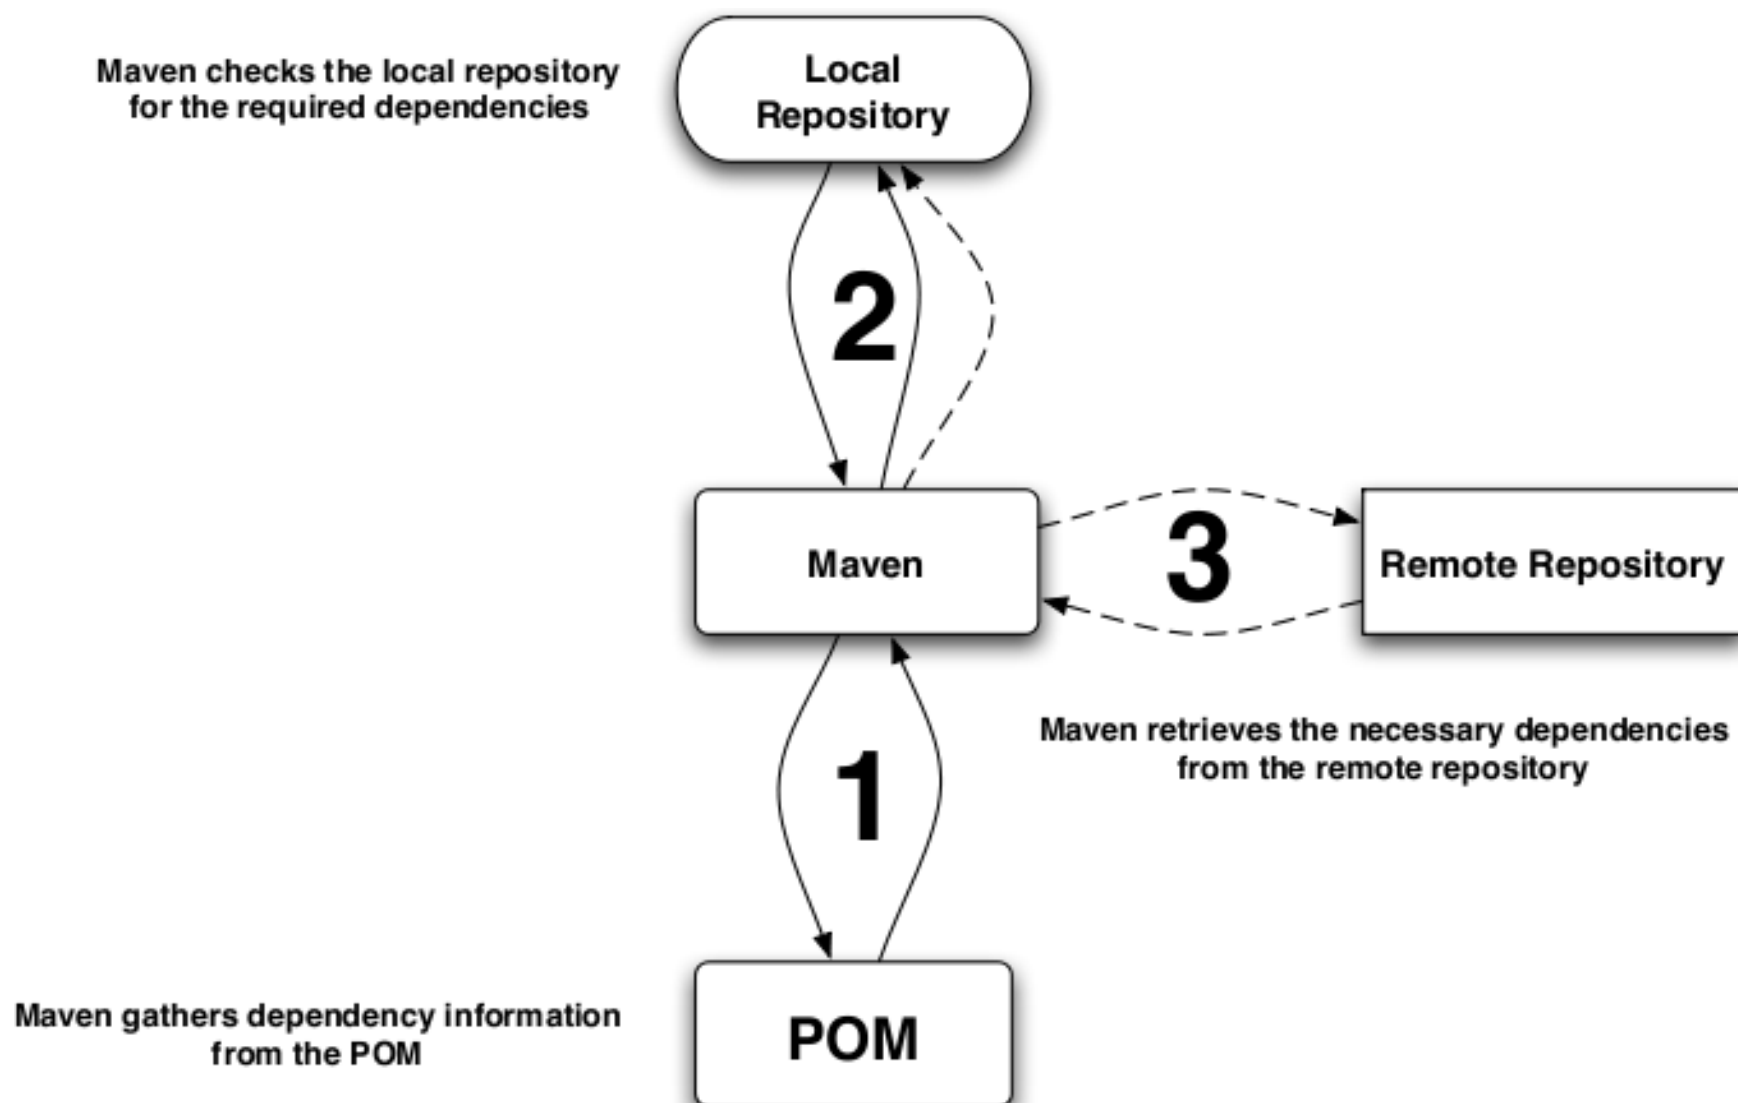 Maven checks the local repository
for the required dependencies
Local
Repository
2
Maven
3
Remote Repository
Maven retrieves the necessary dependencies
from the remote repository
1
Maven gathers dependency information
from the POM
POM